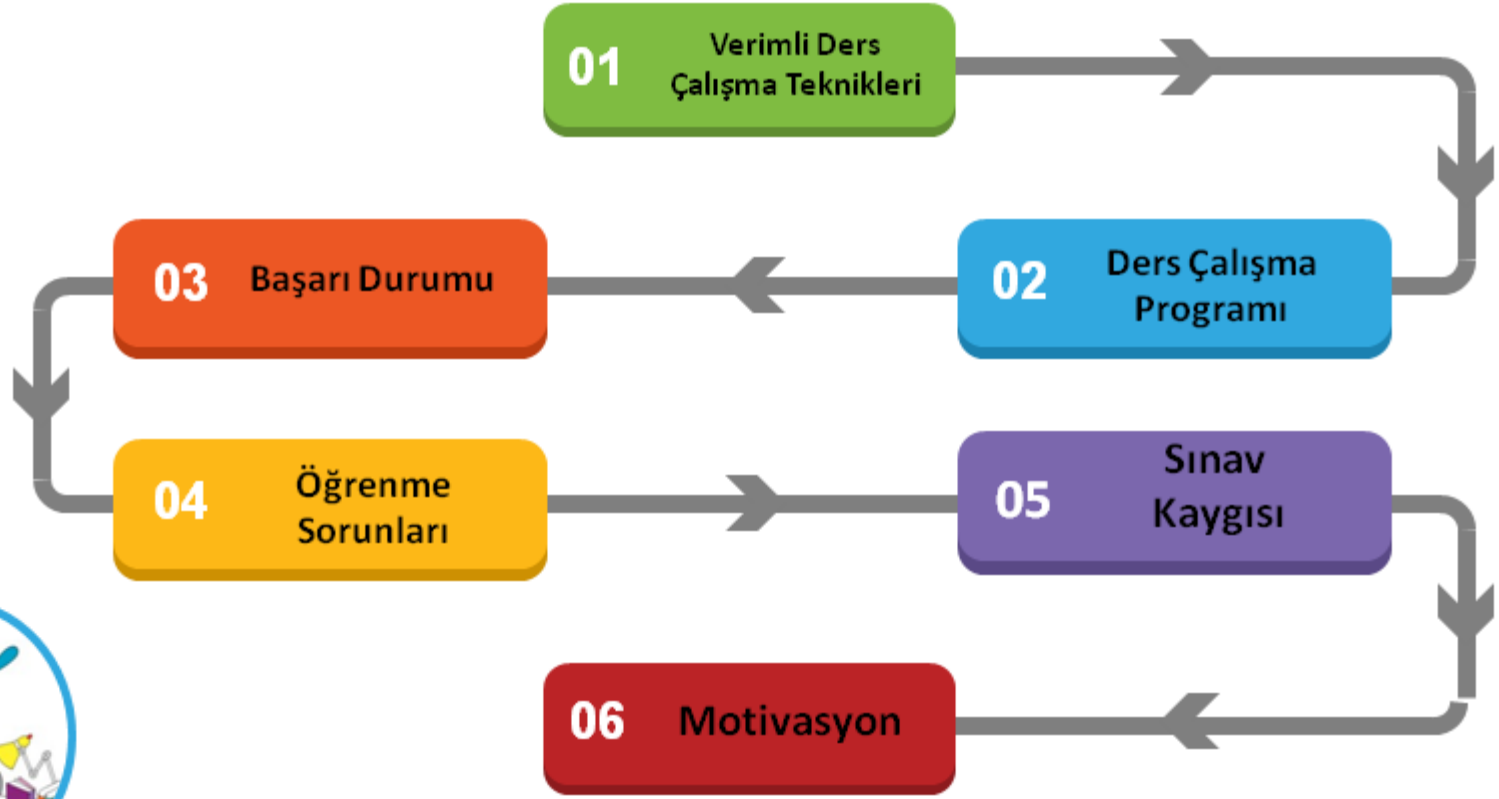 01
Verimli Ders
Çalışma Teknikleri
02
Ders Çalışma
Programı
03
Başarı Durumu
04
Öğrenme
Sorunları
05
Sınav
Kaygısı
06
Motivasyon